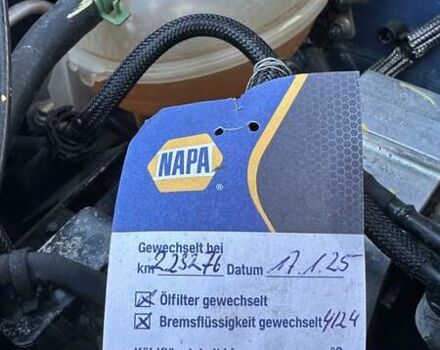 NAPA
®
Gewechselt bei
km 223276 Datum 17.1.25
☒ Ölfilter gewechselt
☒ Bremsflüssigkeit gewechselt 4/24